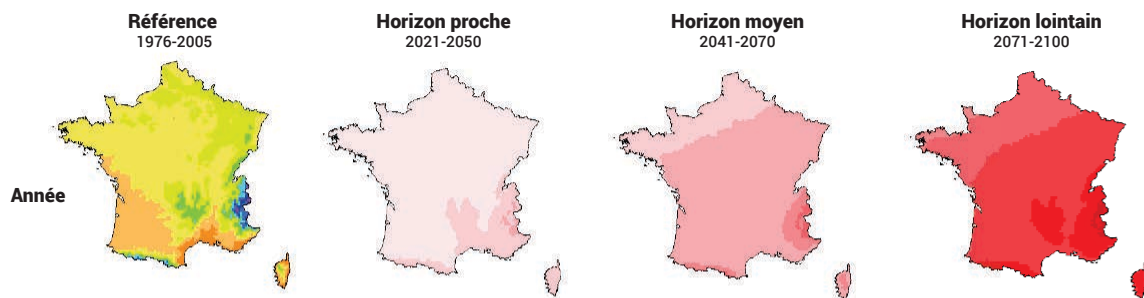 Référence
1976-2005
Horizon proche
2021-2050
Horizon moyen
2041-2070
Horizon lointain
2071-2100
Année